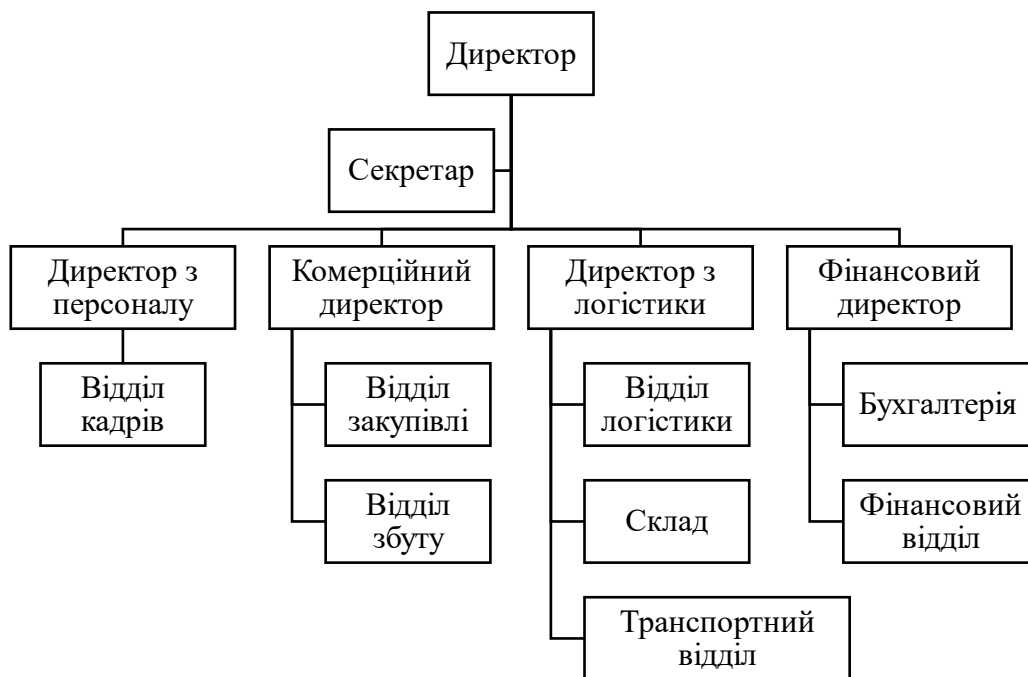 Директор
Секретар
Директор з
персоналу
Комерційний
директор
Директор з
логістики
Фінансовий
директор
Відділ
кадрів
Відділ
закупівлі
Відділ
логістики
Бухгалтерія
Відділ
збуту
Склад
Фінансовий
відділ
Транспортний
відділ